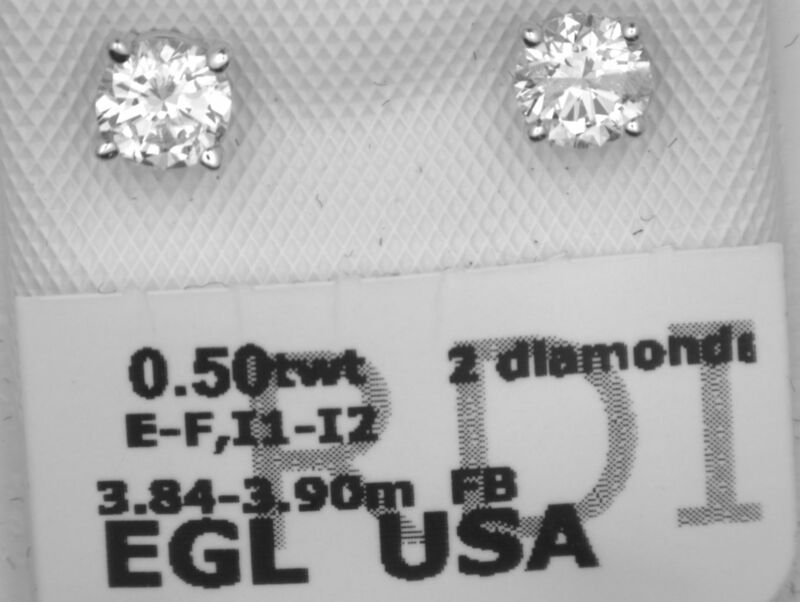 0.50twt 2 diamonds
E-F,I1-I2
3.84-3.90m FB
EGL USA
RDI